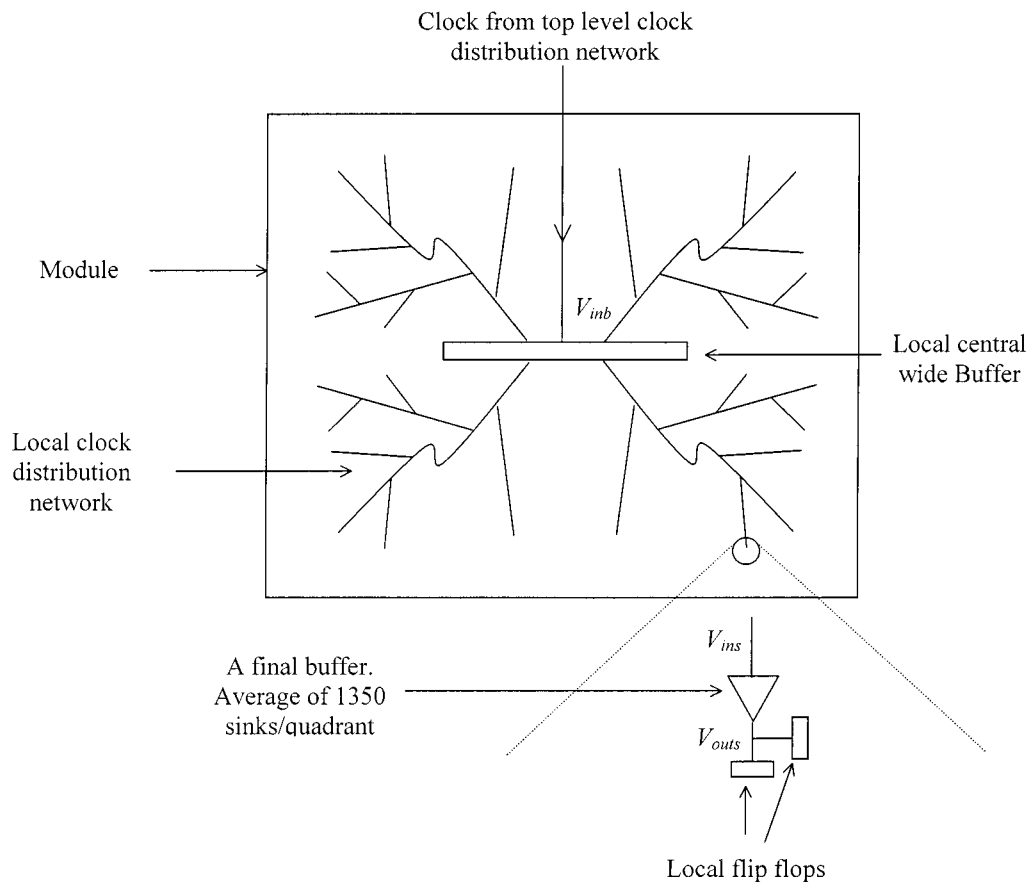 Clock from top level clock
distribution network
Module
V_inb
Local central
wide Buffer
Local clock
distribution
network
V_ins
A final buffer.
Average of 1350
sinks/quadrant
V_outs
Local flip flops